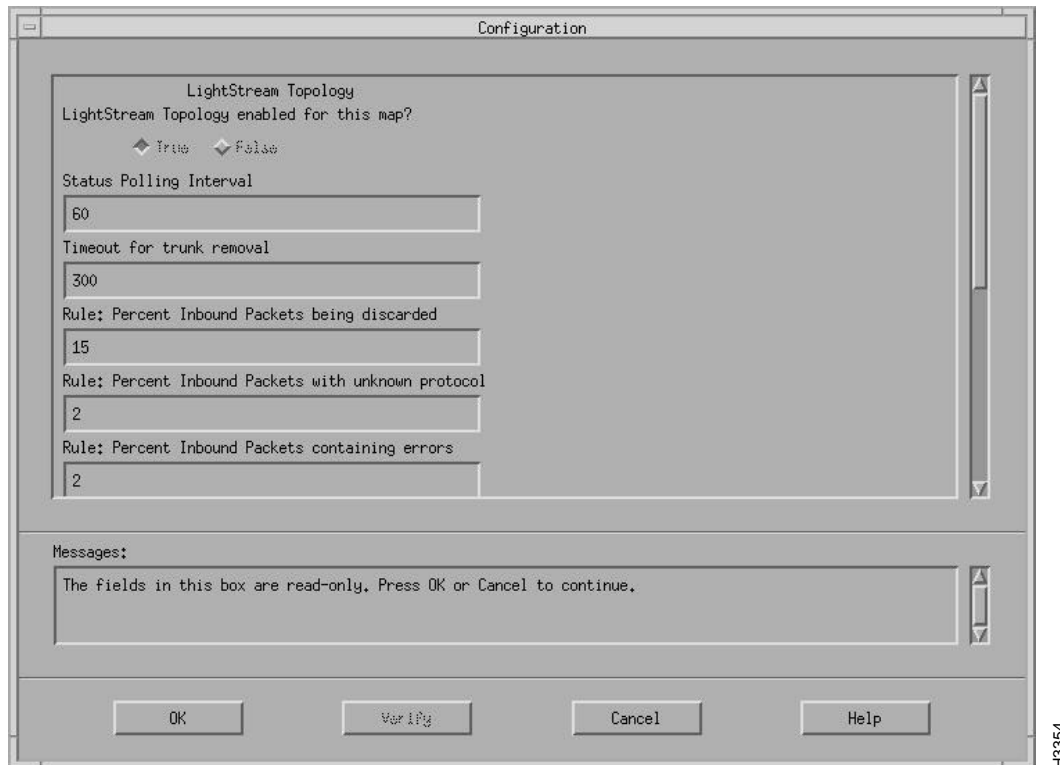 Configuration
LightStream Topology
LightStream Topology enabled for this map?
True False
Status Polling Interval
60
Timeout for trunk removal
300
Rule: Percent Inbound Packets being discarded
15
Rule: Percent Inbound Packets with unknown protocol
2
Rule: Percent Inbound Packets containing errors
2
Messages:
The fields in this box are read-only. Press OK or Cancel to continue.
OK Verify Cancel Help
H3354